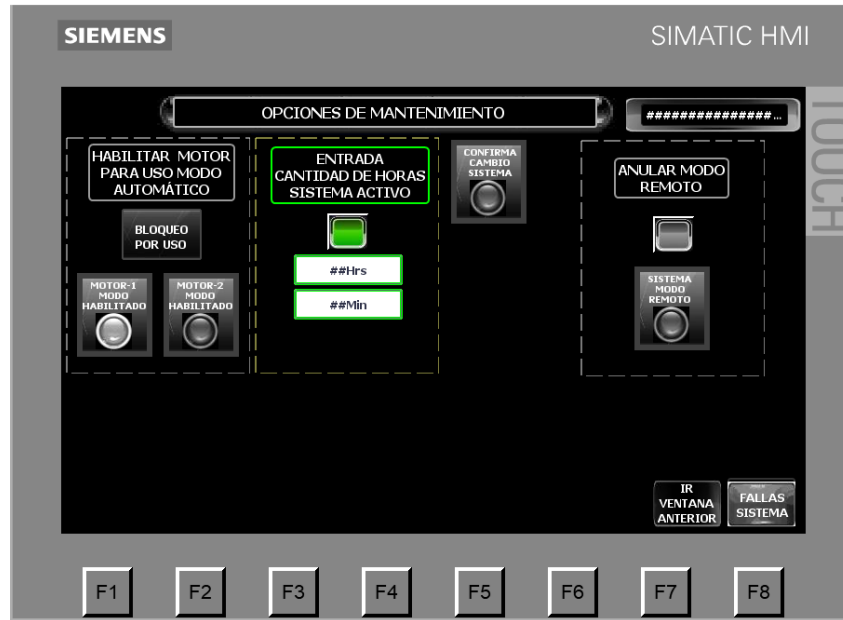 SIEMENS
SIMATIC HMI
TOUCH
OPCIONES DE MANTENIMIENTO
###############...
HABILITAR MOTOR
PARA USO MODO
AUTOMÁTICO
BLOQUEO
POR USO
MOTOR-1
MODO
HABILITADO
MOTOR-2
MODO
HABILITADO
ENTRADA
CANTIDAD DE HORAS
SISTEMA ACTIVO
##Hrs
##Min
CONFIRMA
CAMBIO
SISTEMA
ANULAR MODO
REMOTO
SISTEMA
MODO
REMOTO
IR
VENTANA
ANTERIOR
FALLAS
SISTEMA
F1
F2
F3
F4
F5
F6
F7
F8